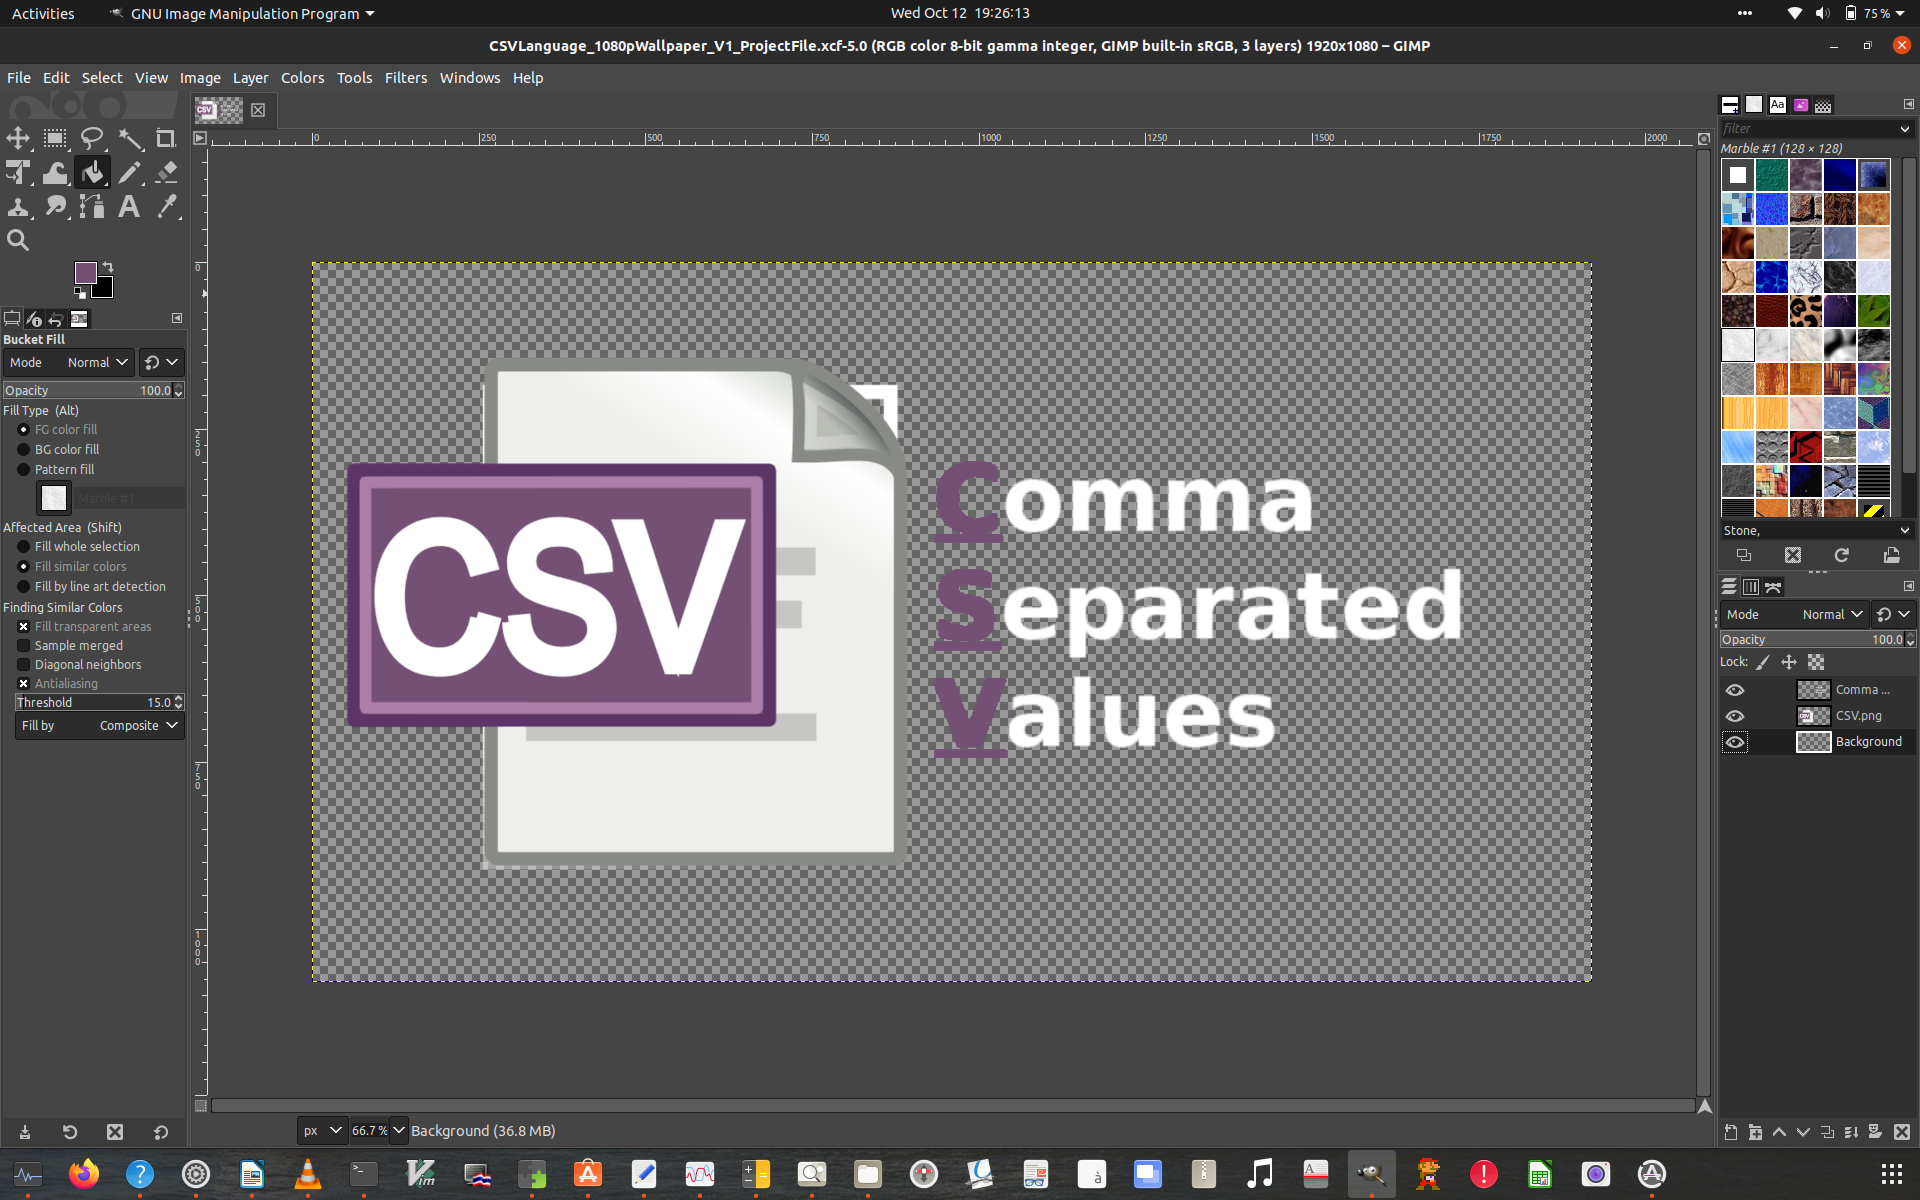 Activities
GNU Image Manipulation Program
Wed Oct 12 19:26:13
75 %
CSVLanguage_1080pWallpaper_V1_ProjectFile.xcf-5.0 (RGB color 8-bit gamma integer, GIMP built-in sRGB, 3 layers) 1920x1080 – GIMP
File Edit Select View Image Layer Colors Tools Filters Windows Help
0 250 500 750 1000 1250 1500 1750 2000
0
250
500
750
1000
Bucket Fill
Mode Normal
Opacity 100.0
Fill Type (Alt)
FG color fill
BG color fill
Pattern fill
Marble #1
Affected Area (Shift)
Fill whole selection
Fill similar colors
Fill by line art detection
Finding Similar Colors
Fill transparent areas
Sample merged
Diagonal neighbors
Antialiasing
Threshold 15.0
Fill by Composite
CSV
Comma
Separated
Values
px 66.7 % Background (36.8 MB)
Aa
filter
Marble #1 (128 × 128)
Stone,
Mode Normal
Opacity 100.0
Lock:
Comma ...
CSV.png
Background